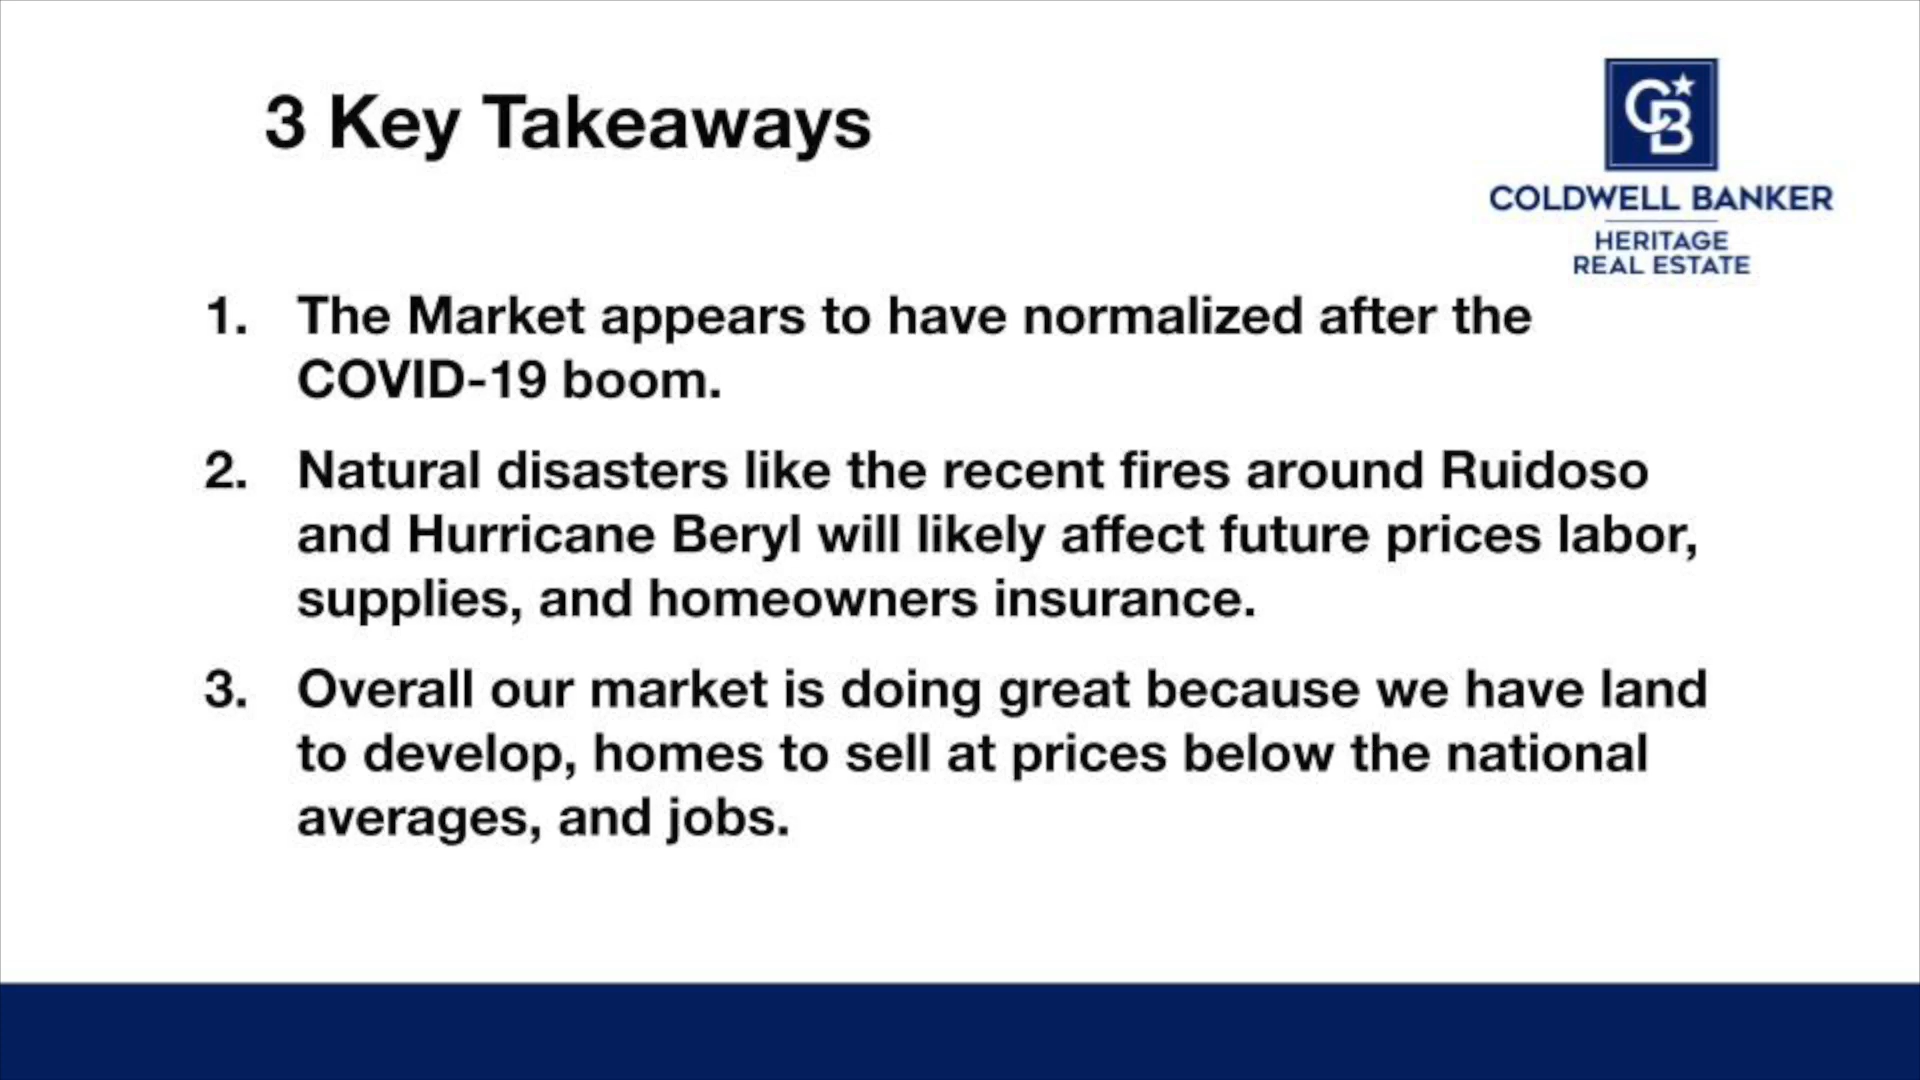 3 Key Takeaways
CB
COLDWELL BANKER
HERITAGE
REAL ESTATE
1. The Market appears to have normalized after the
COVID-19 boom.
2. Natural disasters like the recent fires around Ruidoso
and Hurricane Beryl will likely affect future prices labor,
supplies, and homeowners insurance.
3. Overall our market is doing great because we have land
to develop, homes to sell at prices below the national
averages, and jobs.